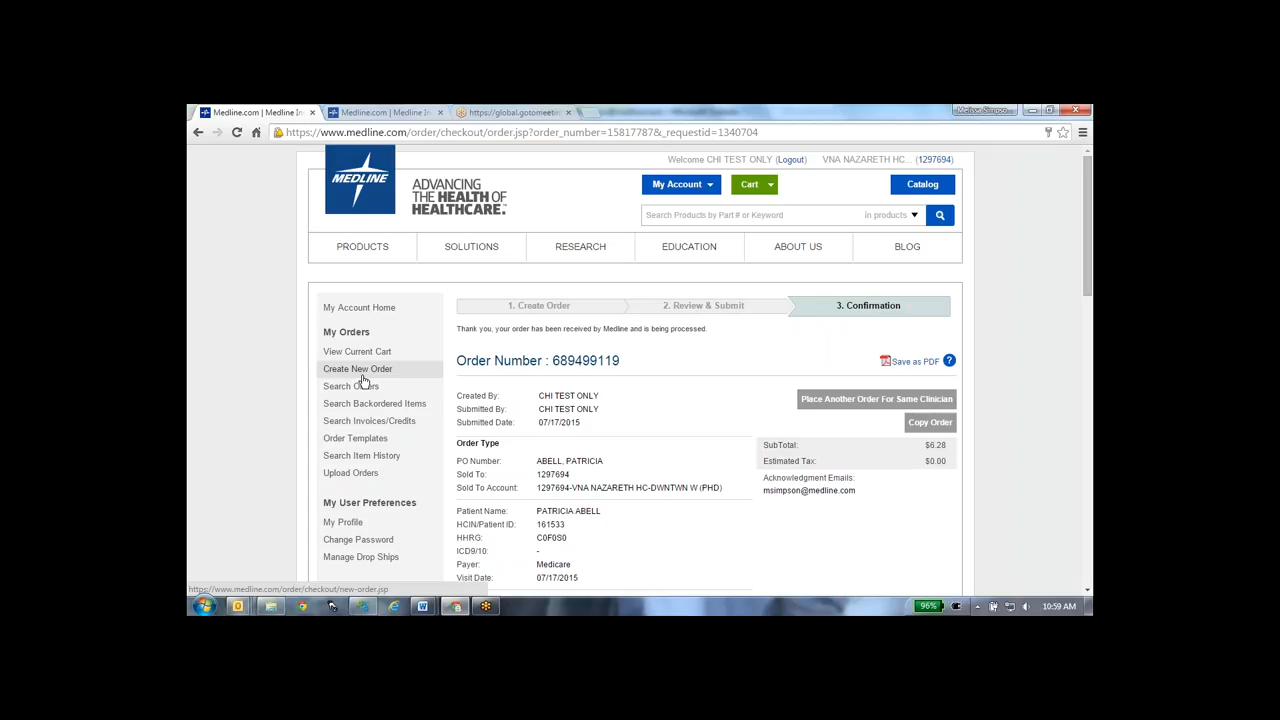 Medline.com | Medline In
Medline.com | Medline In
https://global.gotomeetin
https://www.medline.com/order/checkout/order.jsp?order_number=15817787&_requestid=1340704
Welcome CHI TEST ONLY (Logout) VNA NAZARETH HC... (1297694)
MEDLINE
ADVANCING
THE HEALTH OF
HEALTHCARE.
My Account
Cart
Catalog
Search Products by Part # or Keyword
in products
PRODUCTS
SOLUTIONS
RESEARCH
EDUCATION
ABOUT US
BLOG
My Account Home
My Orders
View Current Cart
Create New Order
Search Orders
Search Backordered Items
Search Invoices/Credits
Order Templates
Search Item History
Upload Orders
My User Preferences
My Profile
Change Password
Manage Drop Ships
1. Create Order
2. Review & Submit
3. Confirmation
Thank you, your order has been received by Medline and is being processed.
Order Number : 689499119
Save as PDF ?
Created By: CHI TEST ONLY
Submitted By: CHI TEST ONLY
Submitted Date: 07/17/2015
Place Another Order For Same Clinician
Copy Order
Order Type
PO Number: ABELL, PATRICIA
Sold To: 1297694
Sold To Account: 1297694-VNA NAZARETH HC-DWNTWN W (PHD)
SubTotal: $6.28
Estimated Tax: $0.00
Acknowledgment Emails:
msimpson@medline.com
Patient Name: PATRICIA ABELL
HCIN/Patient ID: 161533
HHRG: C0F0S0
ICD9/10: -
Payer: Medicare
Visit Date: 07/17/2015
https://www.medline.com/order/checkout/new-order.jsp
96%
10:59 AM